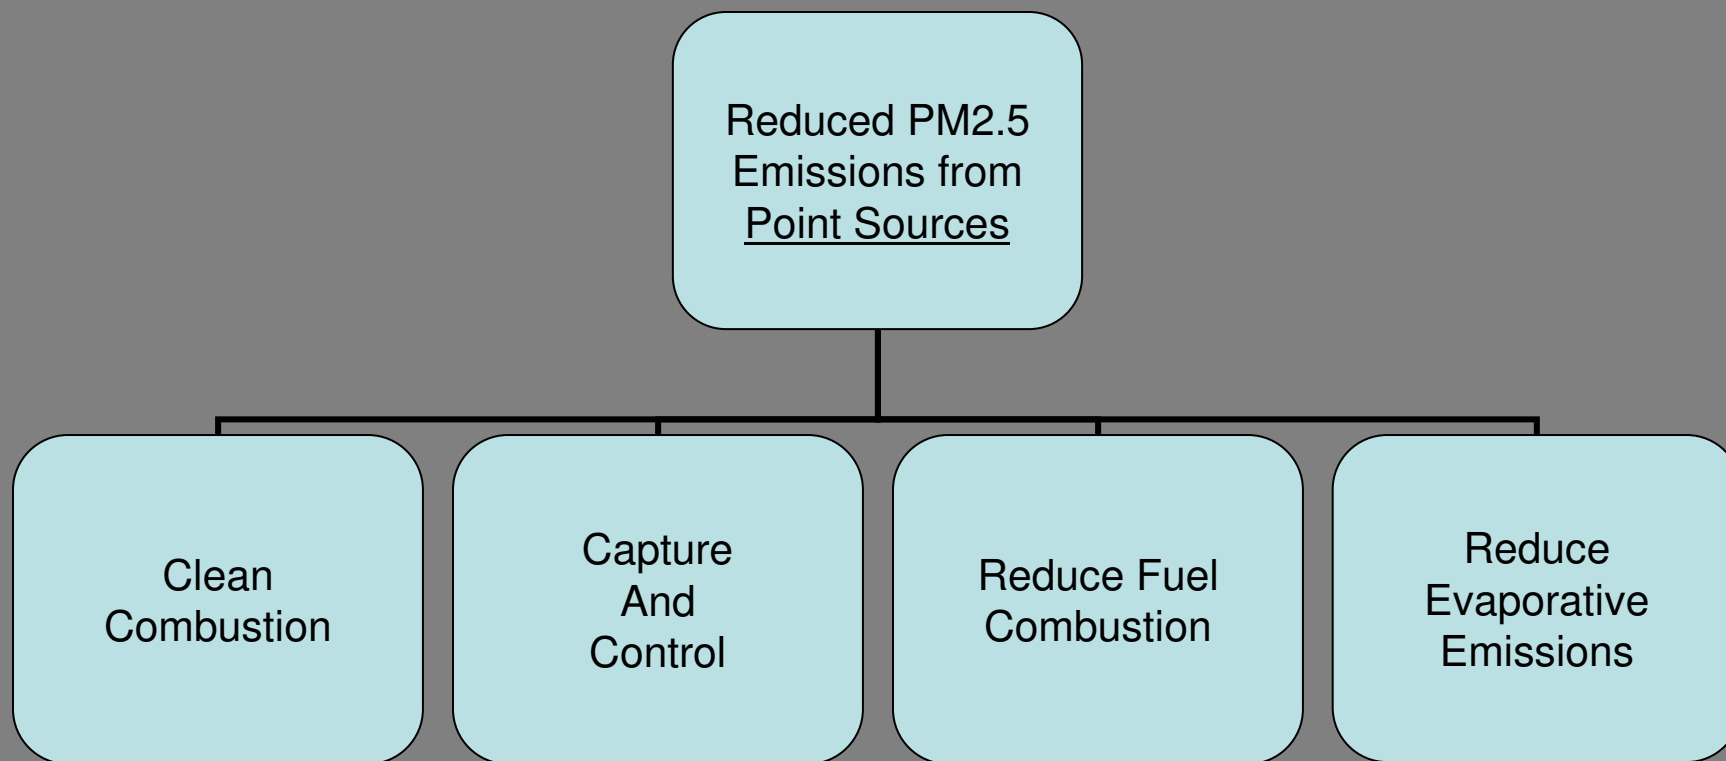 Reduced PM2.5
Emissions from
Point Sources
Clean
Combustion
Capture
And
Control
Reduce Fuel
Combustion
Reduce
Evaporative
Emissions